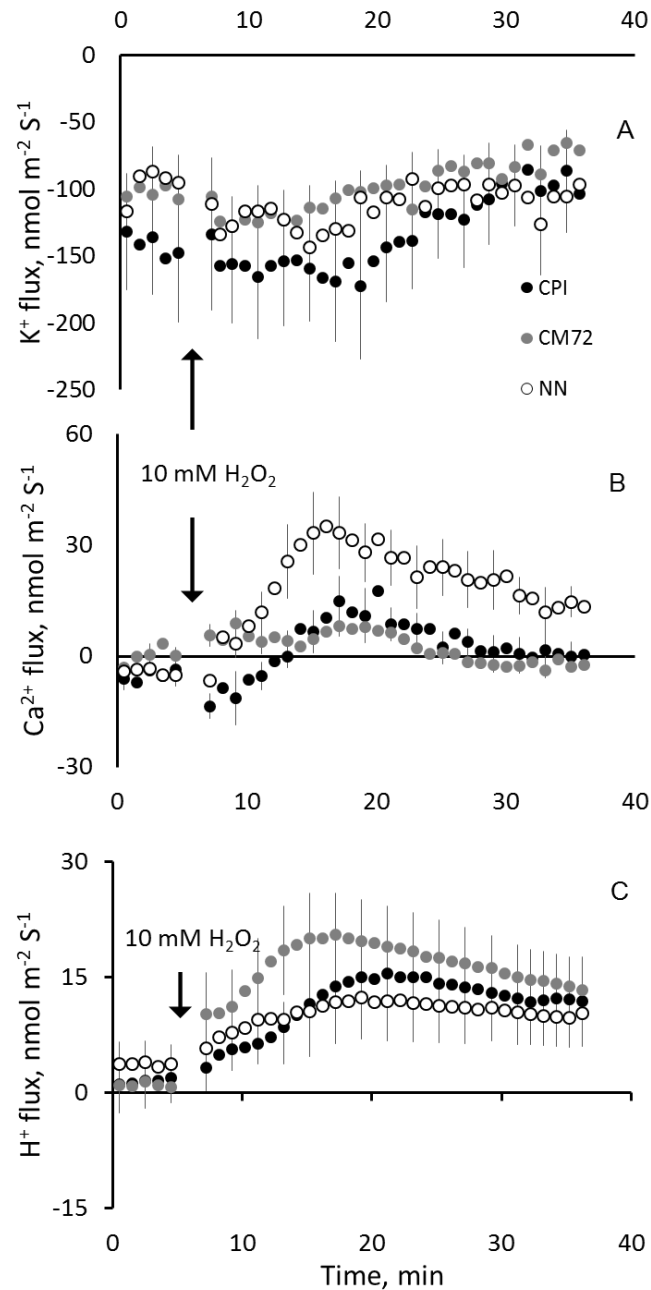 0 10 20 30 40
0
-50
A
-100
-150
CPI
-200
CM72
NN
-250
K⁺ flux, nmol m⁻² S⁻¹
60
10 mM H₂O₂
B
30
0
-30
Ca²⁺ flux, nmol m⁻² S⁻¹
0 10 20 30 40
30
C
10 mM H₂O₂
15
0
-15
H⁺ flux, nmol m⁻² S⁻¹
0 10 20 30 40
Time, min